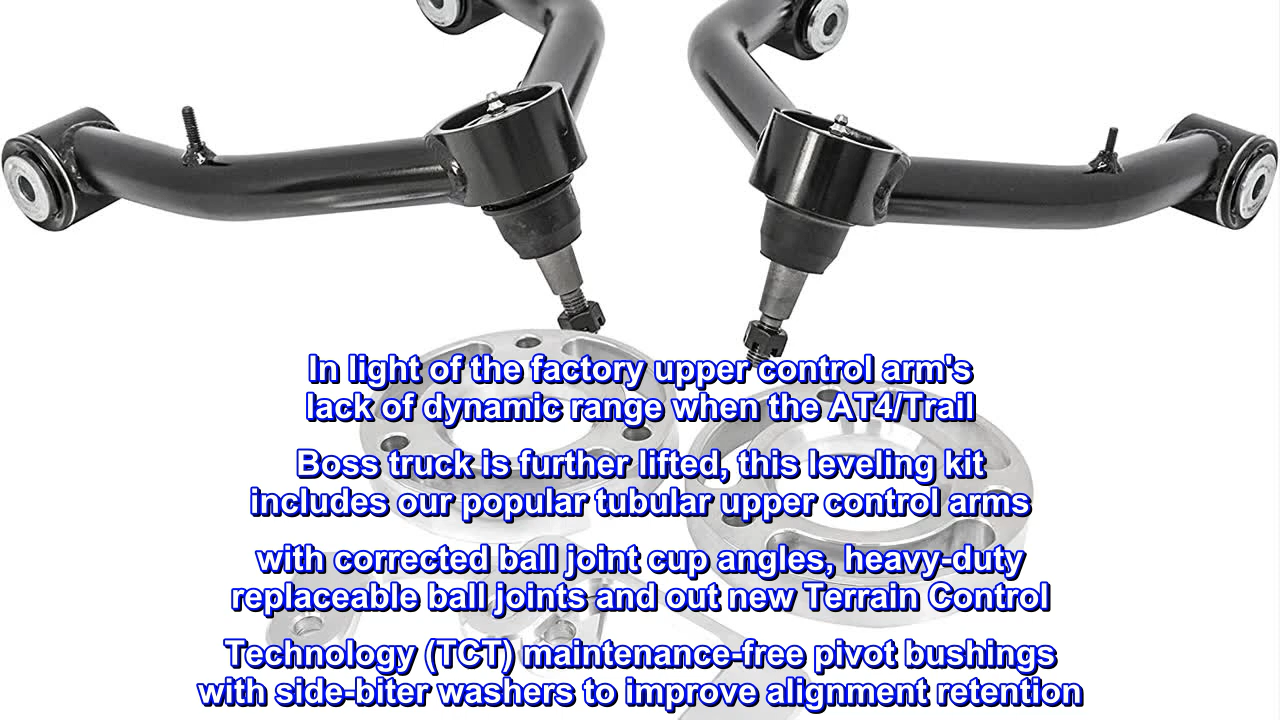 In light of the factory upper control arm's
lack of dynamic range when the AT4/Trail
Boss truck is further lifted, this leveling kit
includes our popular tubular upper control arms
with corrected ball joint cup angles, heavy-duty
replaceable ball joints and out new Terrain Control
Technology (TCT) maintenance-free pivot bushings
with side-biter washers to improve alignment retention